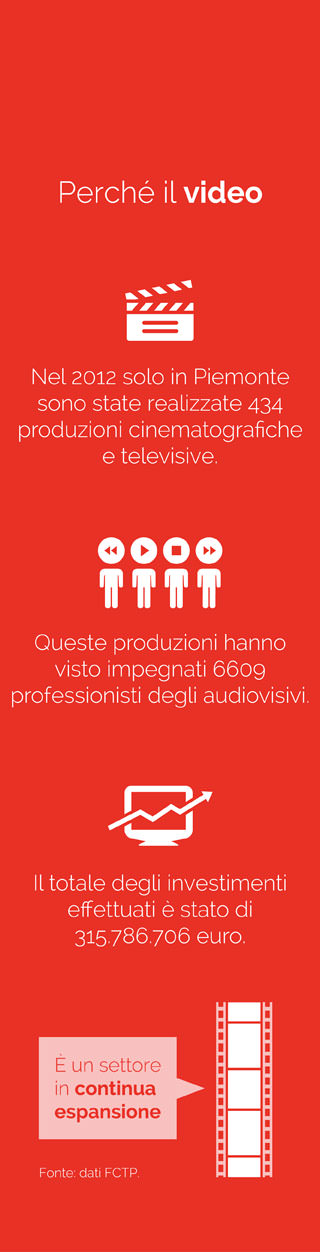 Perché il video
Nel 2012 solo in Piemonte
sono state realizzate 434
produzioni cinematografiche
e televisive.
Queste produzioni hanno
visto impegnati 6609
professionisti degli audiovisivi.
Il totale degli investimenti
effettuati è stato di
315.786.706 euro.
È un settore
in continua
espansione
Fonte: dati FCTP.